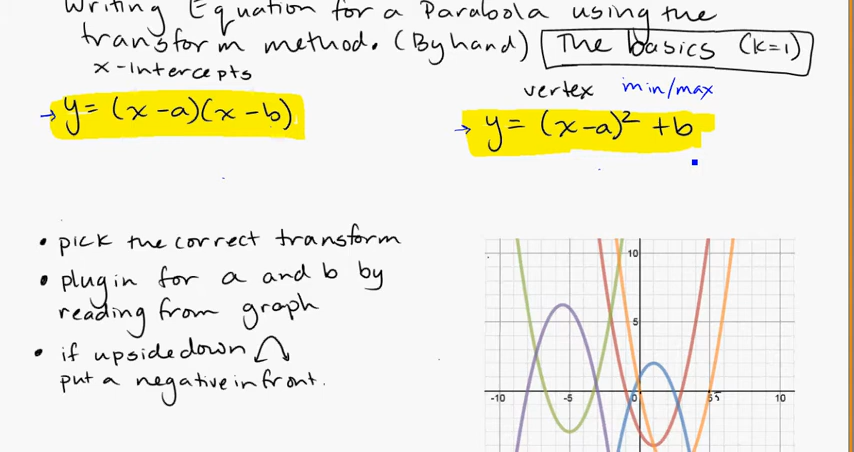 Writing Equation for a Parabola using the
transform method. (By hand) The basics (k=1)
x-intercepts
vertex min/max
→ y = (x-a)(x-b)
→ y = (x-a)² + b
• pick the correct transform
• plug in for a and b by
reading from graph
• if upside down
put a negative in front.
10
5
-10 -5 0 5 10